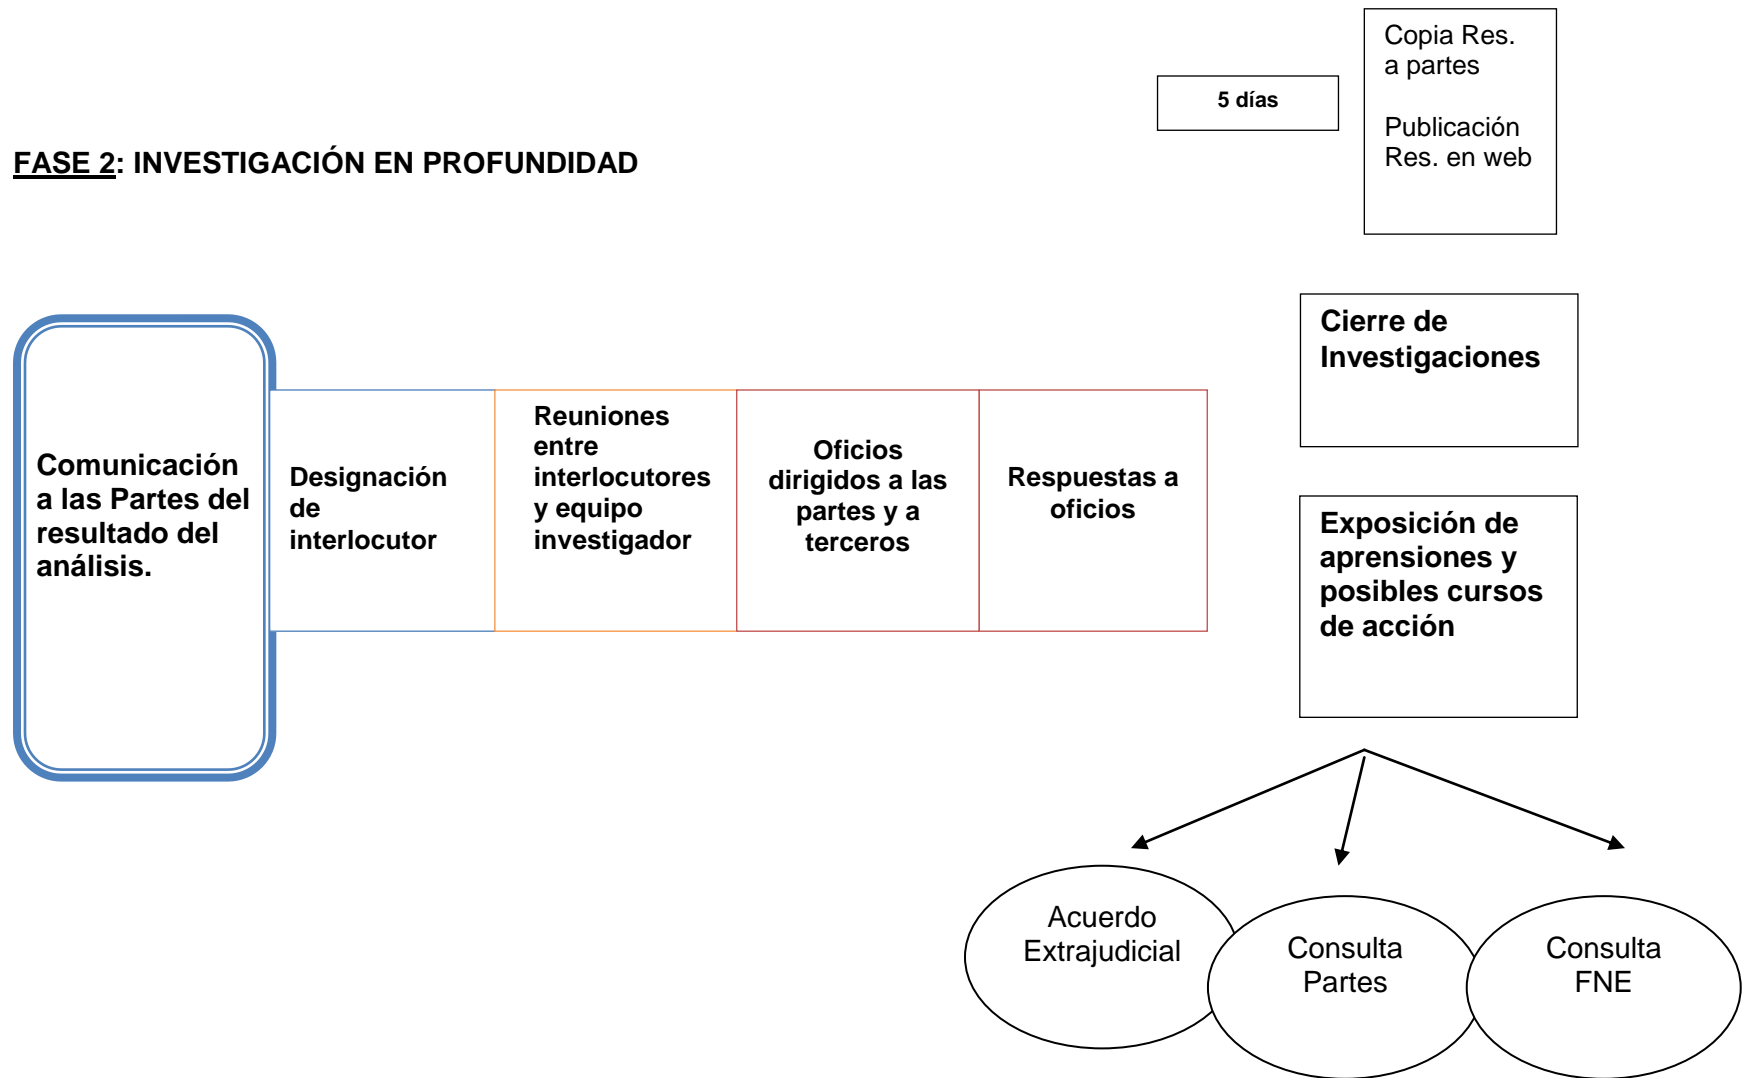 Copia Res.
a partes
Publicación
Res. en web
5 días
FASE 2: INVESTIGACIÓN EN PROFUNDIDAD
Cierre de
Investigaciones
Comunicación
a las Partes del
resultado del
análisis.
Designación
de
interlocutor
Reuniones
entre
interlocutores
y equipo
investigador
Oficios
dirigidos a las
partes y a
terceros
Respuestas a
oficios
Exposición de
aprensiones y
posibles cursos
de acción
Acuerdo
Extrajudicial
Consulta
Partes
Consulta
FNE